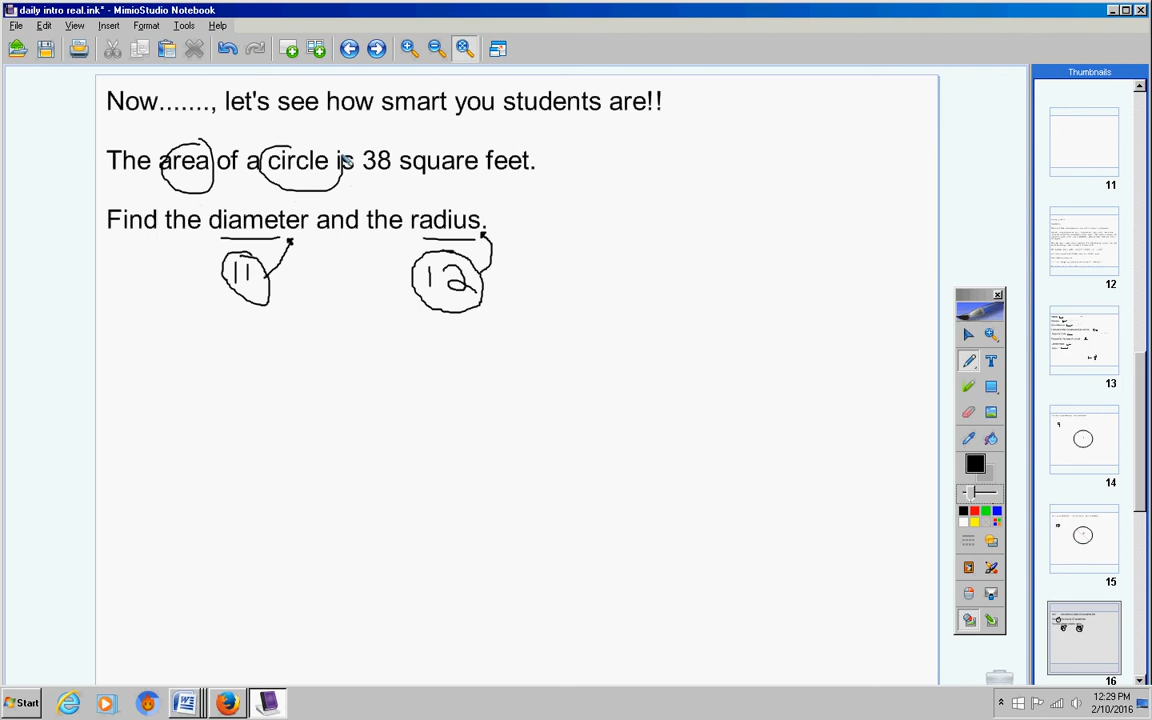 daily intro real.ink* - MimioStudio Notebook
File Edit View Insert Format Tools Help
Now......., let's see how smart you students are!!
The area of a circle is 38 square feet.
Find the diameter and the radius.
11 12
Thumbnails
11
12
13
14
15
16
T
Start
12:29 PM
2/10/2016